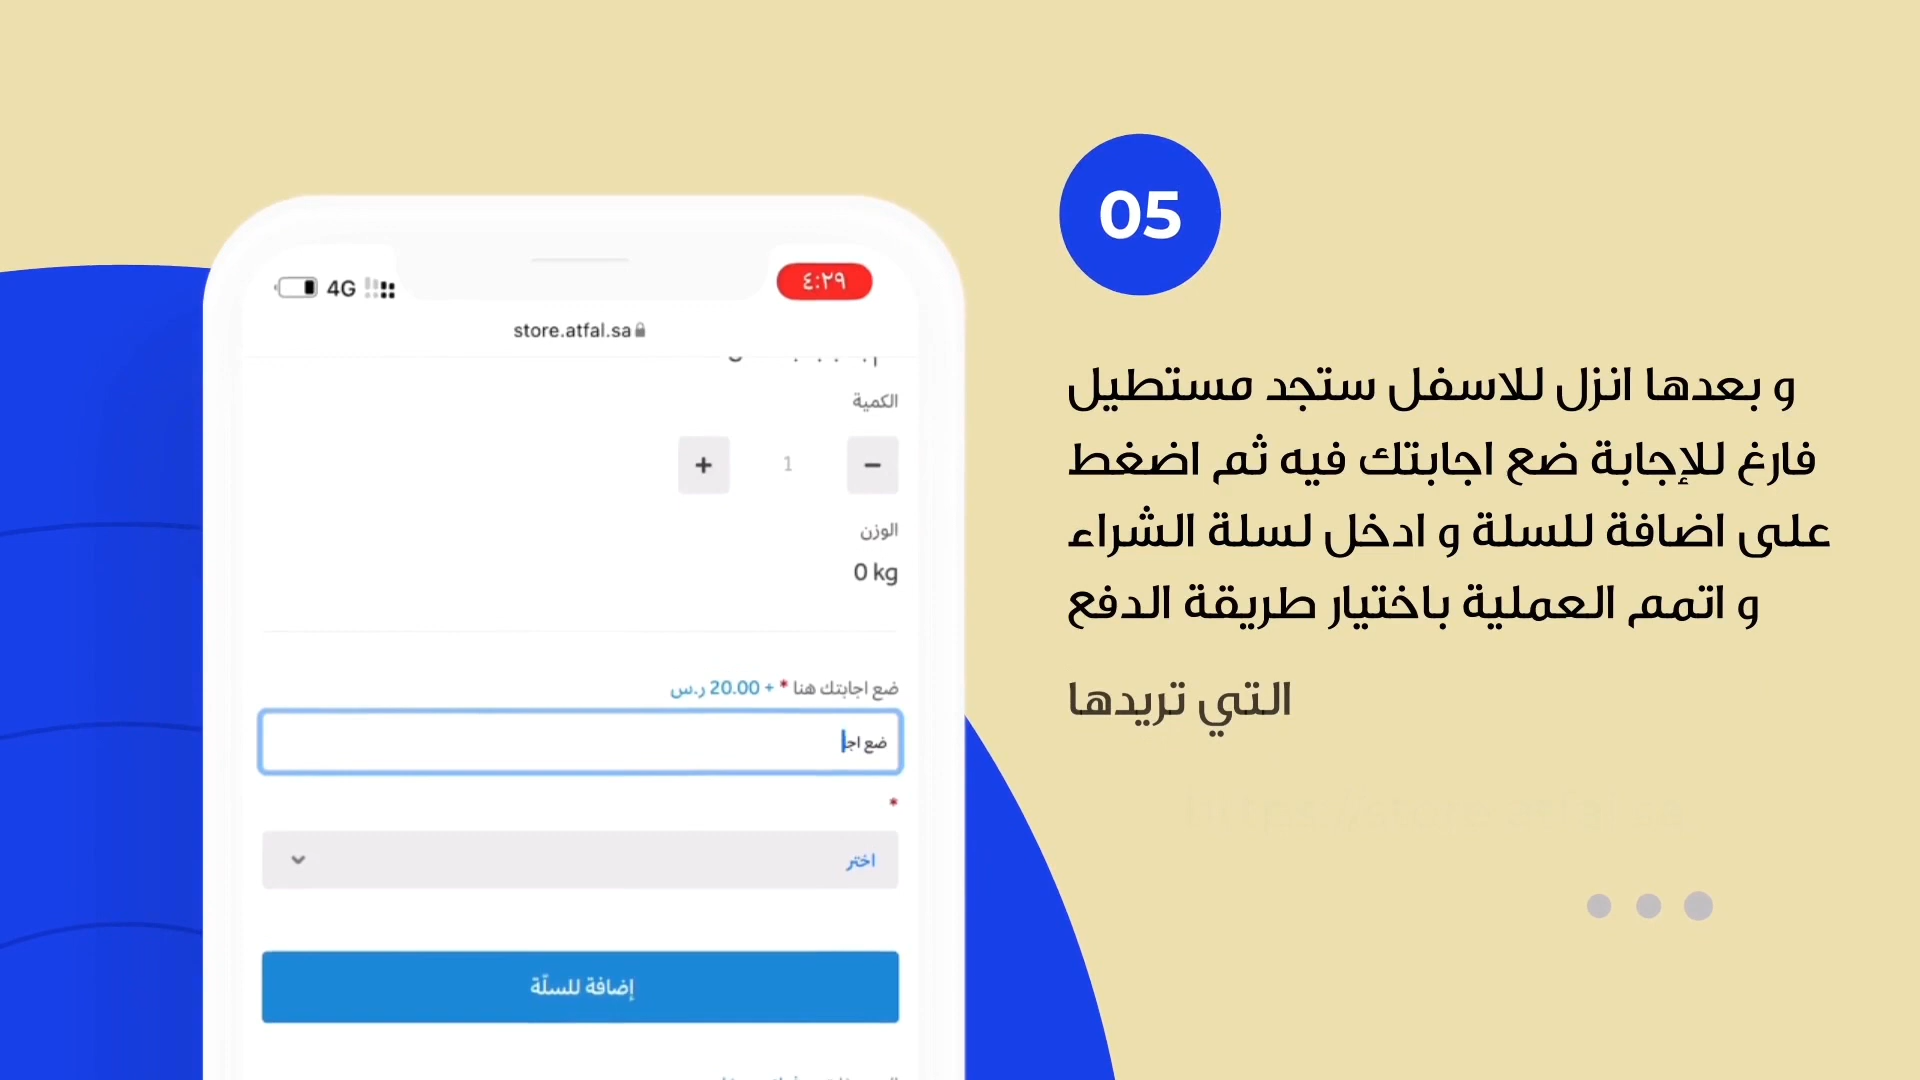 05
و بعدها انزل للاسفل ستجد مستطيل
فارغ للإجابة ضع اجابتك فيه ثم اضغط
على اضافة للسلة و ادخل لسلة الشراء
و اتمم العملية باختيار طريقة الدفع
التي تريدها
4G
٤:٢٩
store.atfal.sa
الكمية
+ 1 −
الوزن
0 kg
ضع اجابتك هنا * + 20.00 ر.س
ضع اجا
*
اختر
إضافة للسلّة